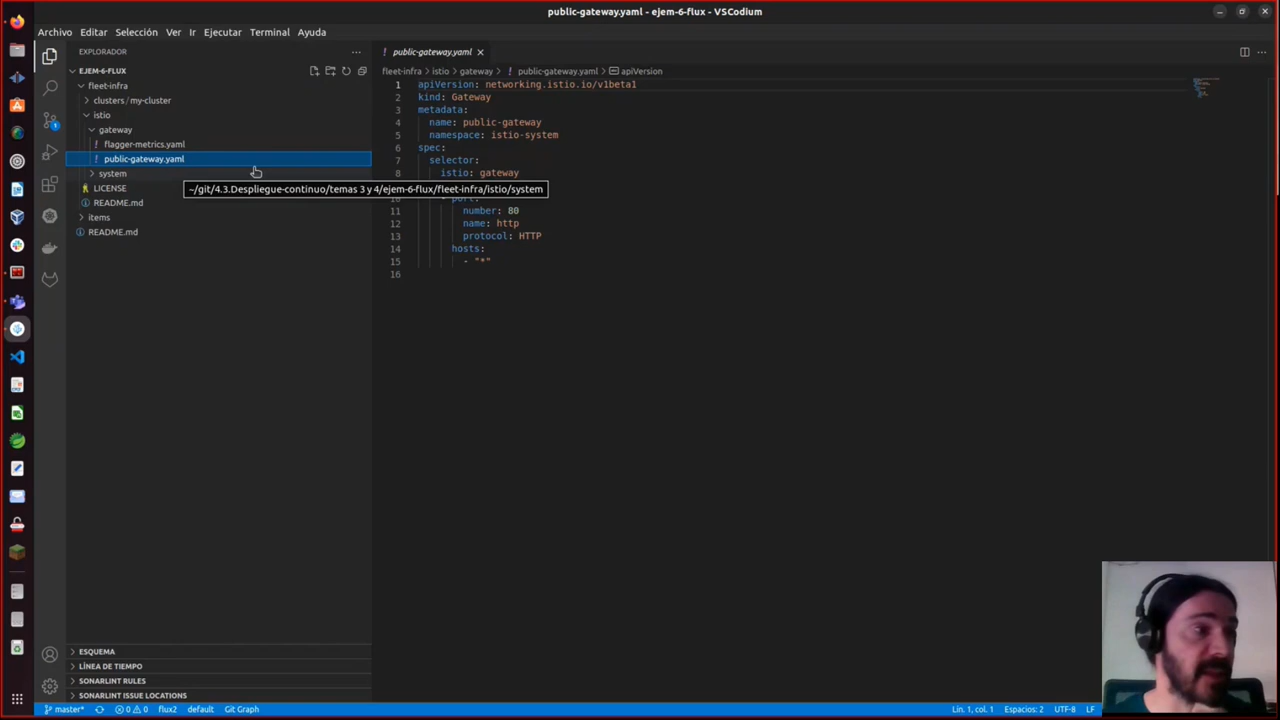 public-gateway.yaml - ejem-6-flux - VSCodium
Archivo Editar Selección Ver Ir Ejecutar Terminal Ayuda
EXPLORADOR
EJEM-6-FLUX
fleet-infra
clusters / my-cluster
istio
gateway
flagger-metrics.yaml
public-gateway.yaml
system
LICENSE
README.md
items
README.md
~/git/4.3.Despliegue-continuo/temas 3 y 4/ejem-6-flux/fleet-infra/istio/system
ESQUEMA
LÍNEA DE TIEMPO
SONARLINT RULES
SONARLINT ISSUE LOCATIONS
public-gateway.yaml
fleet-infra > istio > gateway > ! public-gateway.yaml > apiVersion
1 apiVersion: networking.istio.io/v1beta1
2 kind: Gateway
3 metadata:
4 name: public-gateway
5 namespace: istio-system
6 spec:
7 selector:
8 istio: gateway
10 - port:
11 number: 80
12 name: http
13 protocol: HTTP
14 hosts:
15 - "*"
16
master* 0 0 flux2 default Git Graph
Lín. 1, col. 1 Espacios: 2 UTF-8 LF